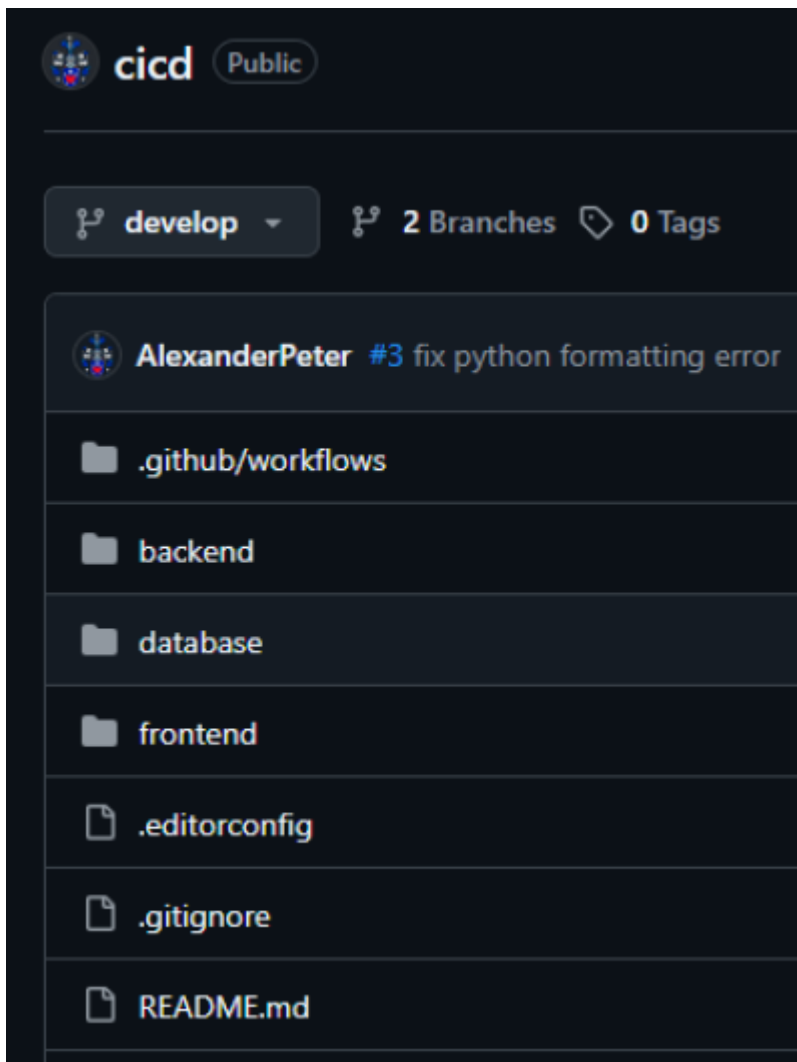 cicd Public
develop 2 Branches 0 Tags
AlexanderPeter #3 fix python formatting error
.github/workflows
backend
database
frontend
.editorconfig
.gitignore
README.md